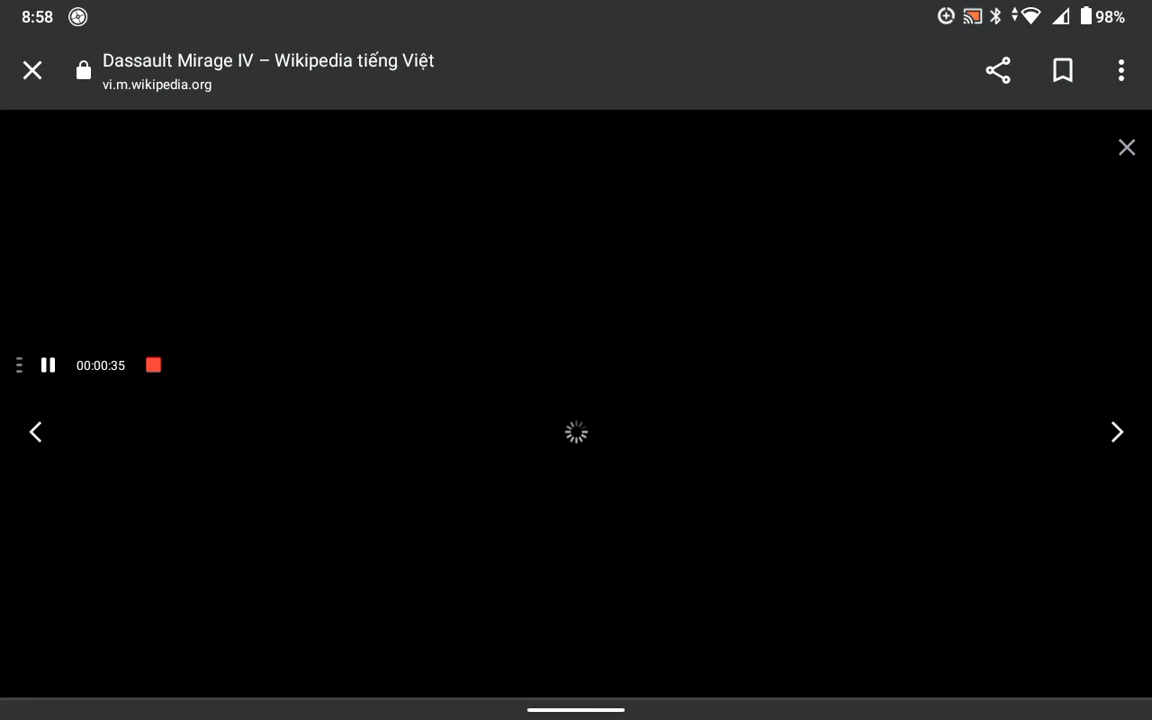 8:58
98%
Dassault Mirage IV – Wikipedia tiếng Việt
vi.m.wikipedia.org
00:00:35